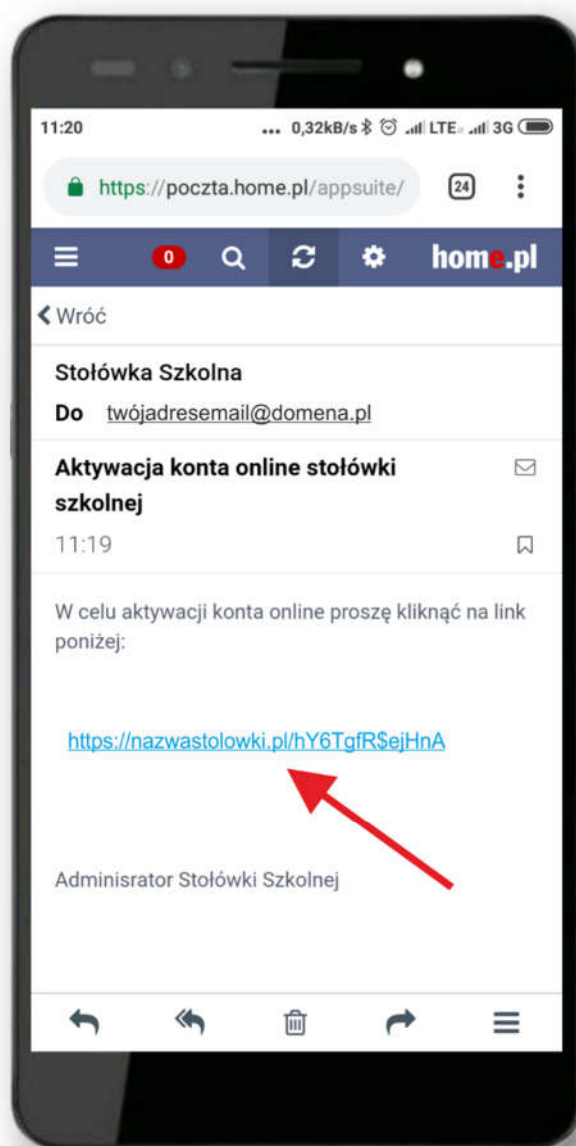 11:20 ... 0,32kB/s LTE 3G
https://poczta.home.pl/appsuite/ 24
0 home.pl
Wróć
Stołówka Szkolna
Do twójadresemail@domena.pl
Aktywacja konta online stołówki
szkolnej
11:19
W celu aktywacji konta online proszę kliknąć na link
poniżej:
https://nazwastolowki.pl/hY6TgfR$ejHnA
Adminisrator Stołówki Szkolnej